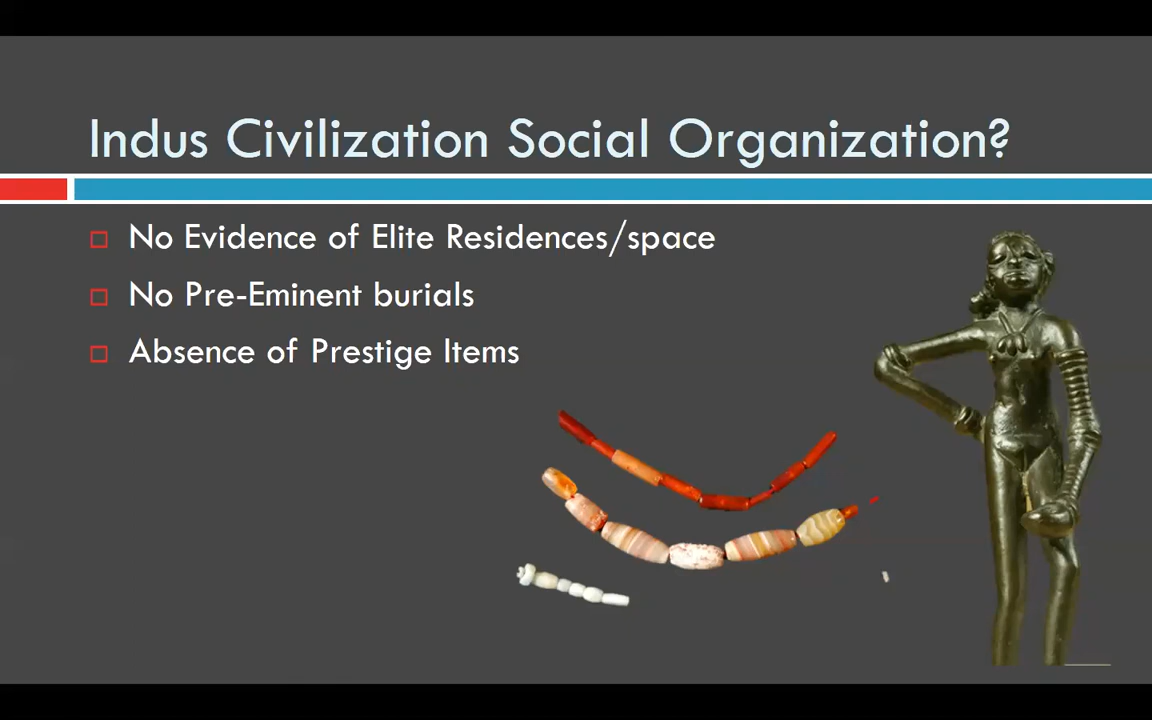 Indus Civilization Social Organization?
No Evidence of Elite Residences/space
No Pre-Eminent burials
Absence of Prestige Items